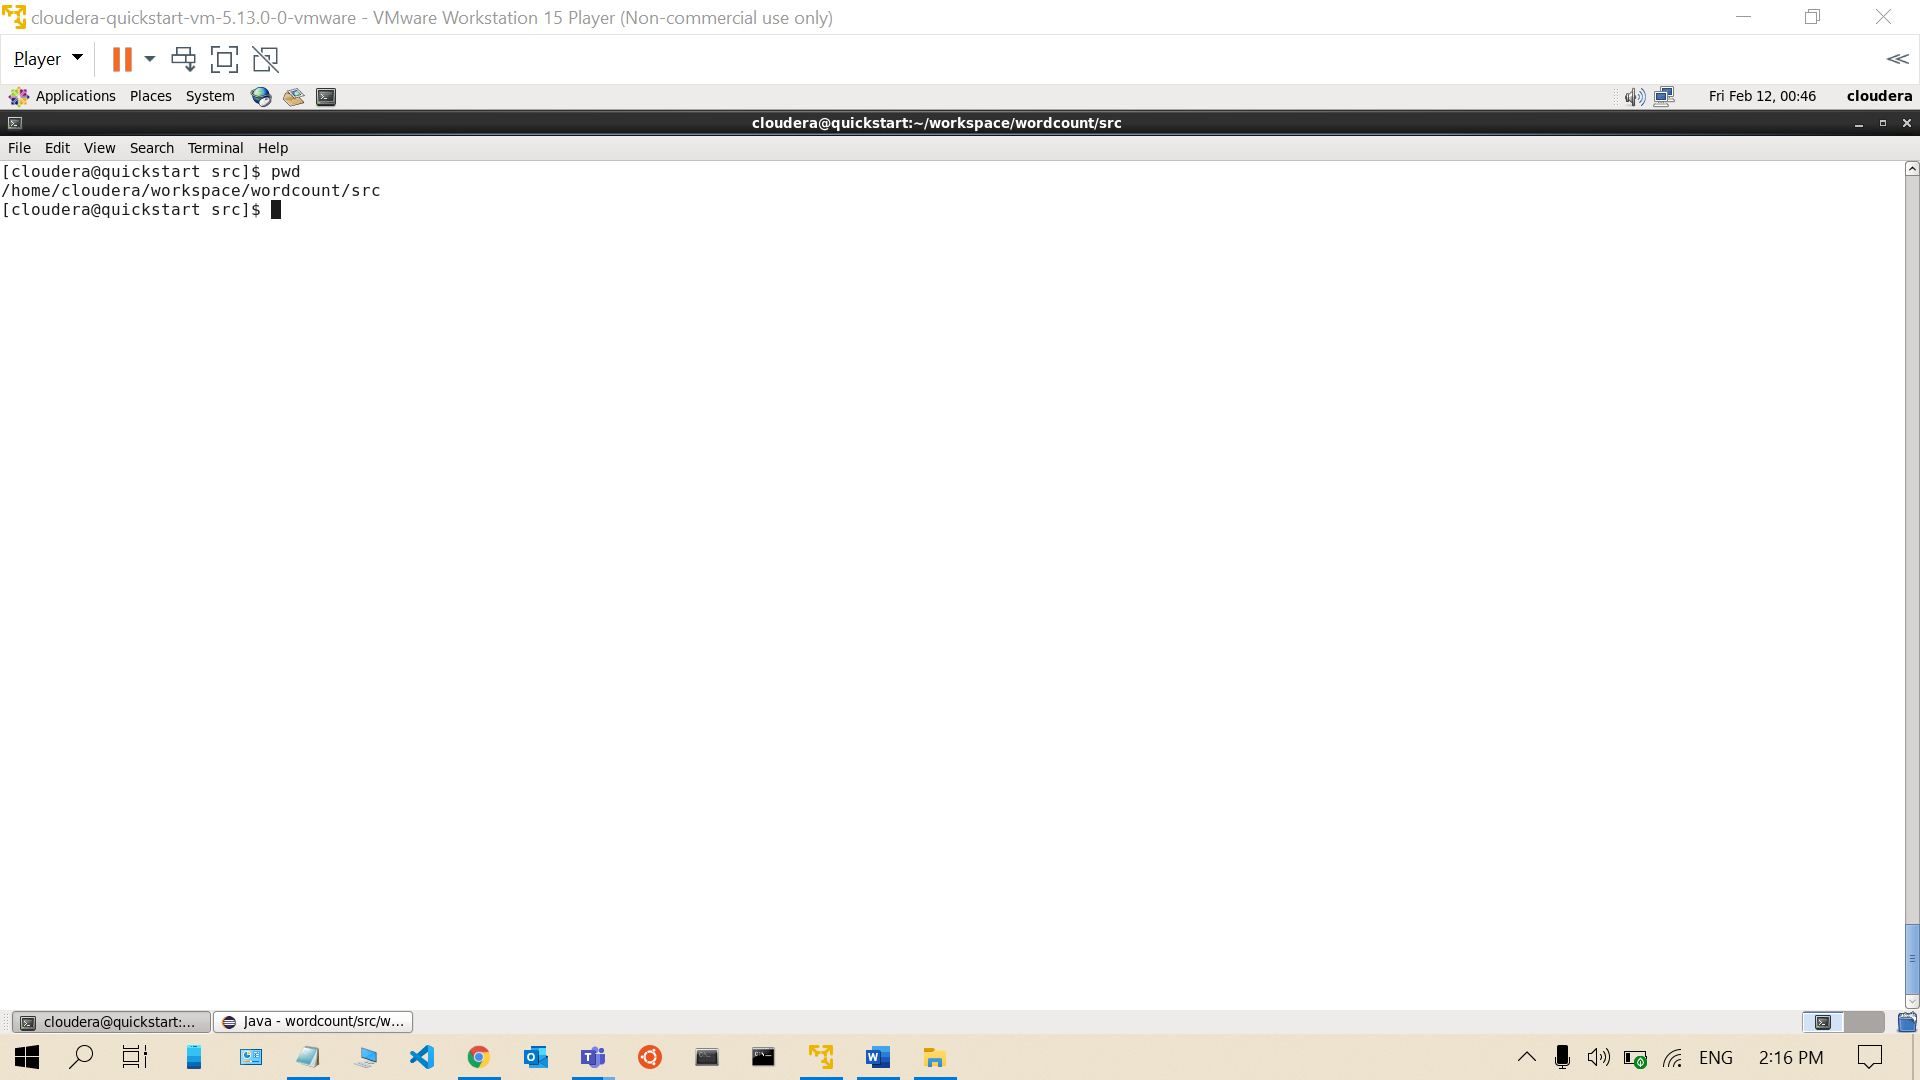 cloudera-quickstart-vm-5.13.0-0-vmware - VMware Workstation 15 Player (Non-commercial use only)
Player
Applications Places System Fri Feb 12, 00:46 cloudera
cloudera@quickstart:~/workspace/wordcount/src
File Edit View Search Terminal Help
[cloudera@quickstart src]$ pwd
/home/cloudera/workspace/wordcount/src
[cloudera@quickstart src]$
cloudera@quickstart:... Java - wordcount/src/w...
ENG 2:16 PM